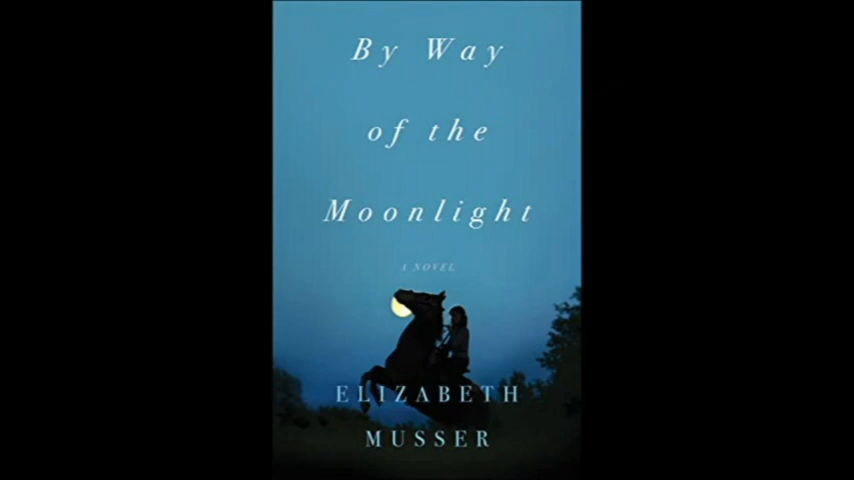 By Way
of the
Moonlight
A NOVEL
ELIZABETH
MUSSER